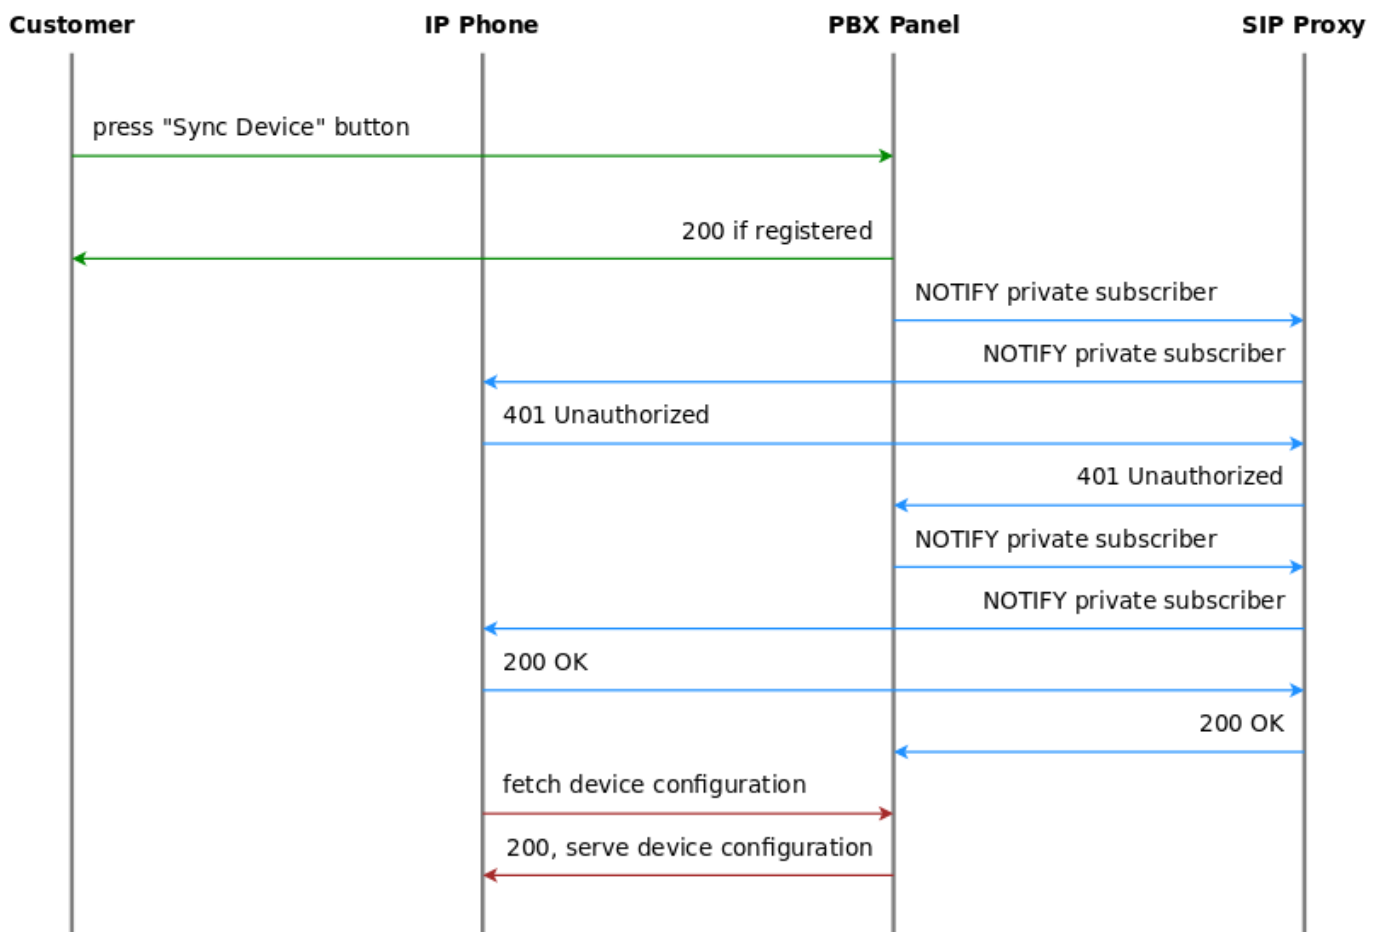 Customer IP Phone PBX Panel SIP Proxy
press "Sync Device" button
200 if registered
NOTIFY private subscriber
NOTIFY private subscriber
401 Unauthorized
401 Unauthorized
NOTIFY private subscriber
NOTIFY private subscriber
200 OK
200 OK
fetch device configuration
200, serve device configuration